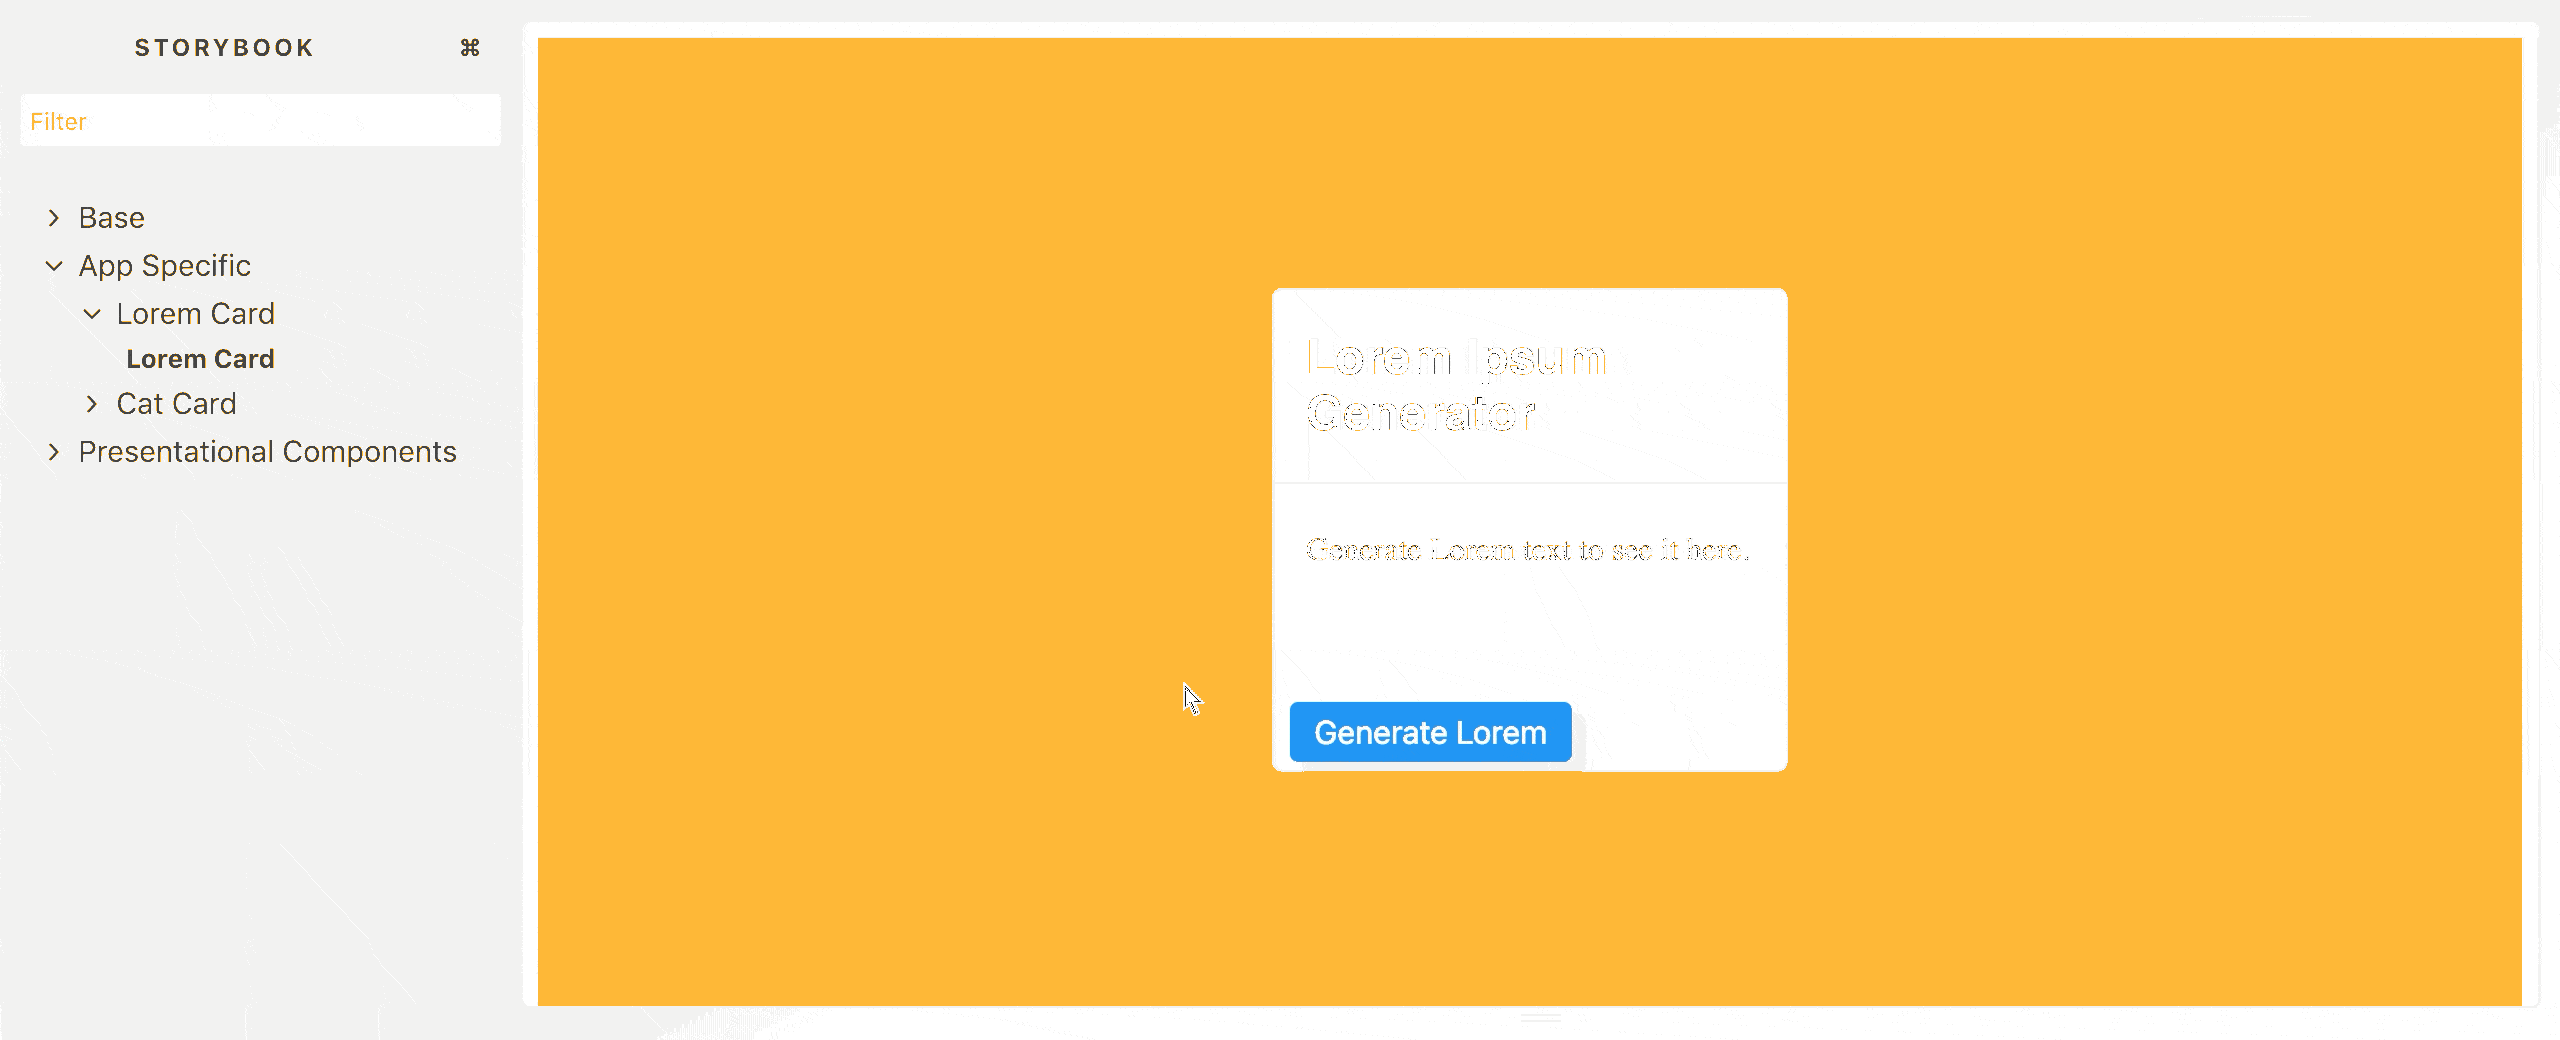 STORYBOOK ⌘
Filter
Base
App Specific
Lorem Card
Lorem Card
Cat Card
Presentational Components
Lorem Ipsum
Generator
Generate Lorem text to see it here.
Generate Lorem